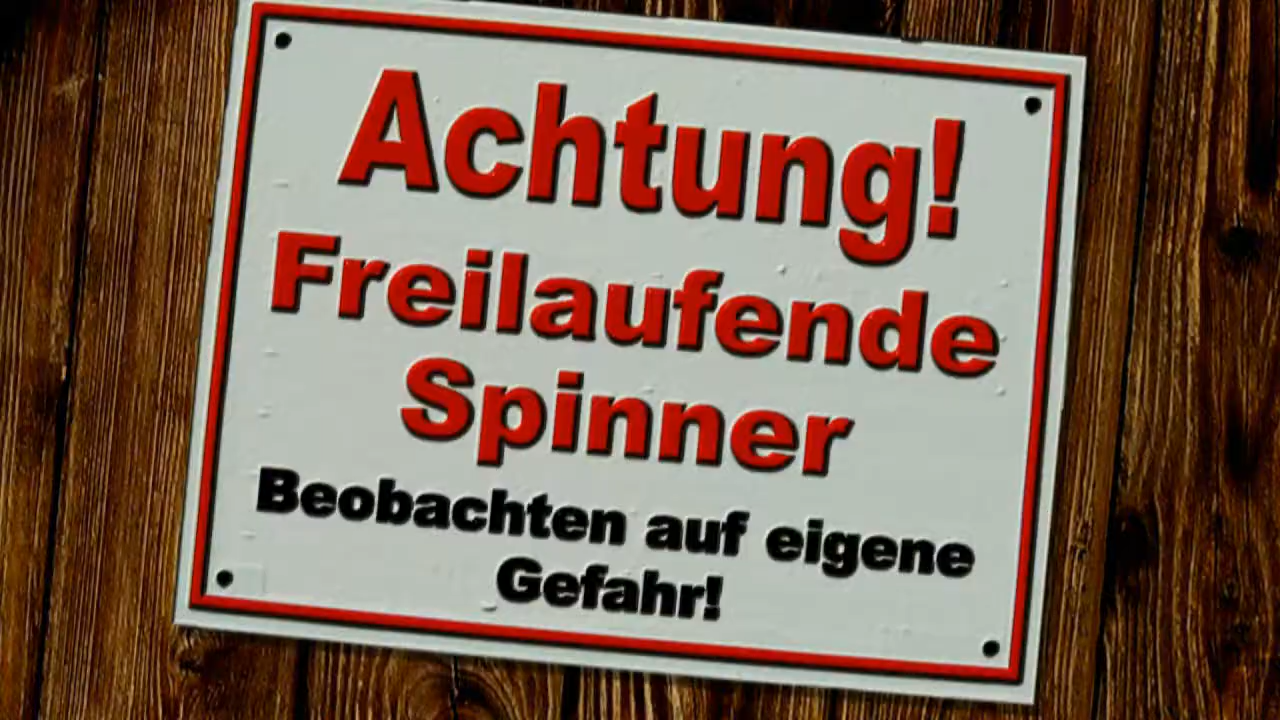 Achtung!
Freilaufende
Spinner
Beobachten auf eigene
Gefahr!